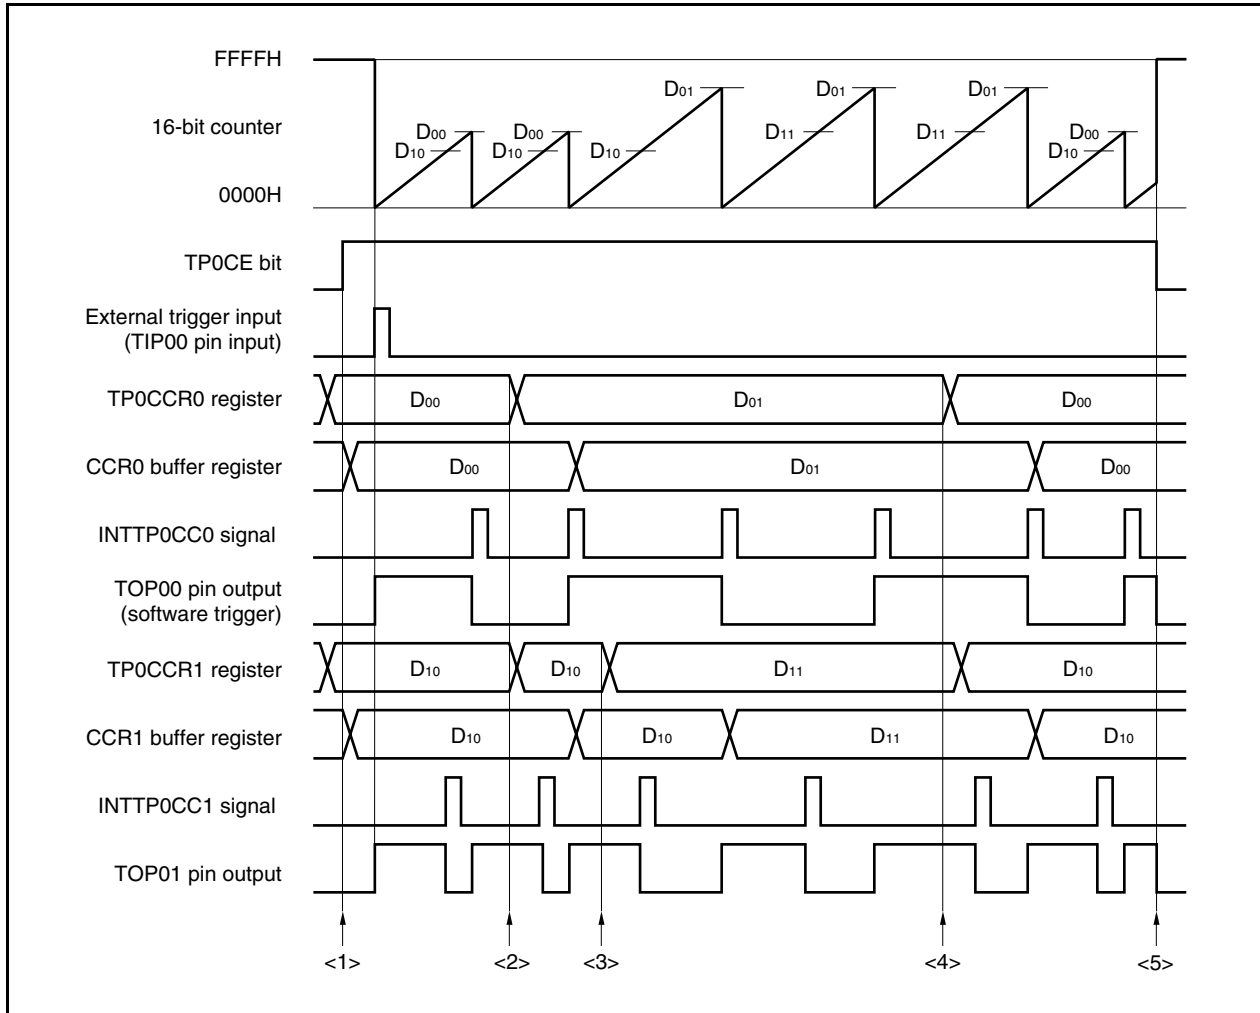 FFFFH
D01 D01 D01
16-bit counter D00 D00 D11 D11 D00
D10 D10 D10 D10
0000H
TP0CE bit
External trigger input
(TIP00 pin input)
TP0CCR0 register D00 D01 D00
CCR0 buffer register D00 D01 D00
INTTP0CC0 signal
TOP00 pin output
(software trigger)
TP0CCR1 register D10 D10 D11 D10
CCR1 buffer register D10 D10 D11 D10
INTTP0CC1 signal
TOP01 pin output
<1> <2> <3> <4> <5>